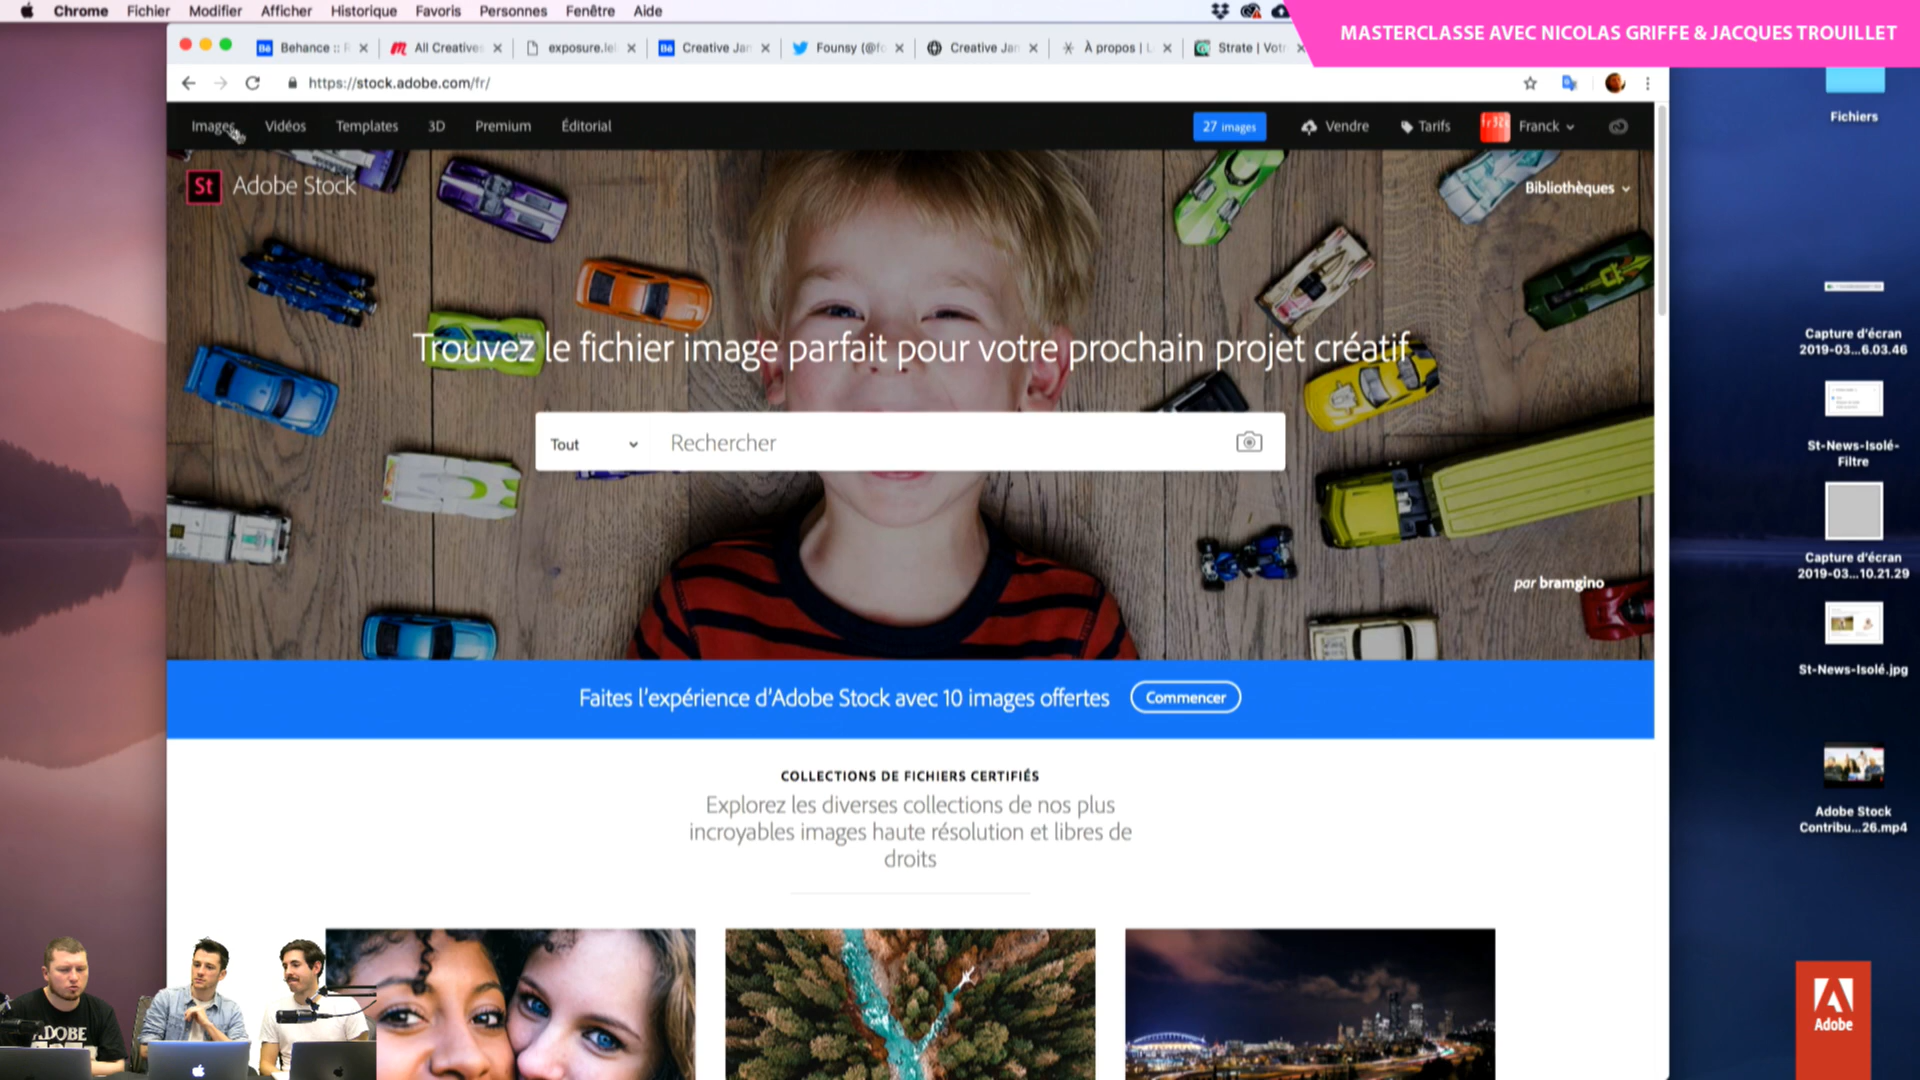 Chrome Fichier Modifier Afficher Historique Favoris Personnes Fenêtre Aide
MASTERCLASSE AVEC NICOLAS GRIFFE & JACQUES TROUILLET
Bē Behance :: All Creatives exposure.lel Bē Creative Jam Founsy (@fo Creative Jam À propos | L Strate | Votr
https://stock.adobe.com/fr/
Images Vidéos Templates 3D Premium Éditorial 27 images Vendre Tarifs Franck
St Adobe Stock
Bibliothèques
Trouvez le fichier image parfait pour votre prochain projet créatif
Tout Rechercher
par bramgino
Faites l'expérience d'Adobe Stock avec 10 images offertes Commencer
COLLECTIONS DE FICHIERS CERTIFIÉS
Explorez les diverses collections de nos plus
incroyables images haute résolution et libres de
droits
Fichiers
Capture d'écran
2019-03...6.03.46
St-News-Isolé-
Filtre
Capture d'écran
2019-03...10.21.29
St-News-Isolé.jpg
Adobe Stock
Contribu...26.mp4
ADOBE
Adobe